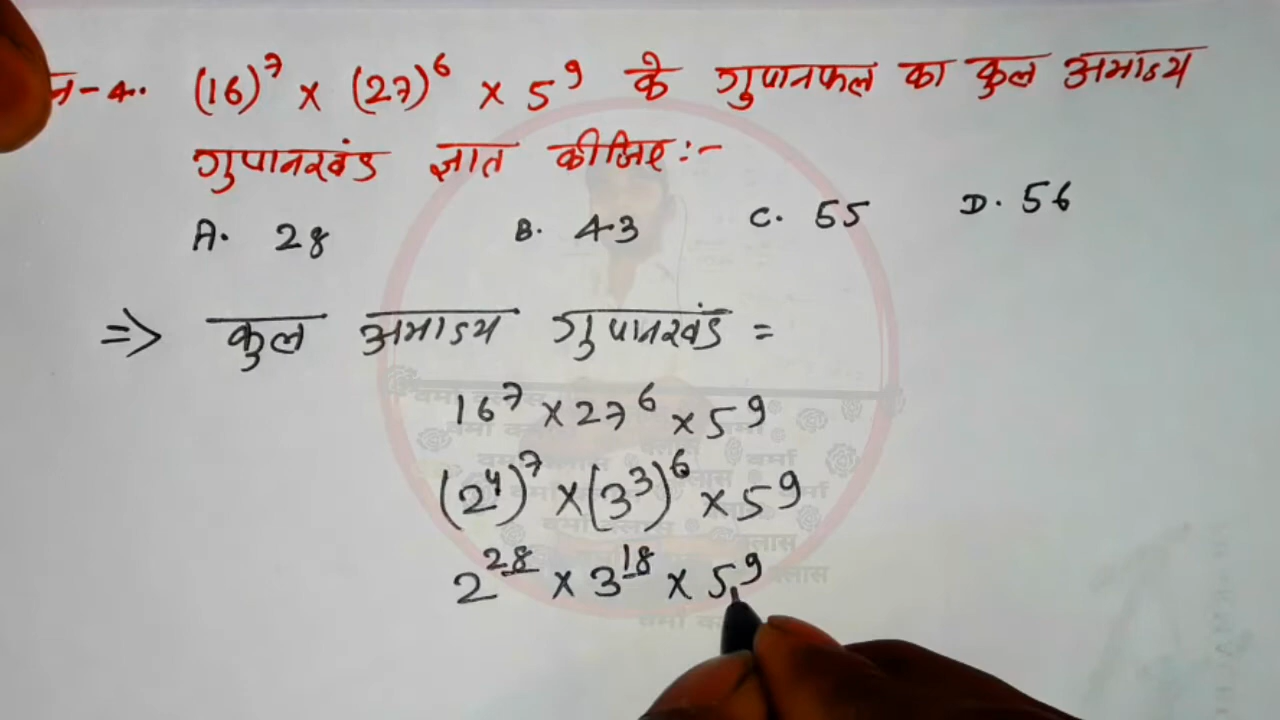 न-4. (16)⁷ × (27)⁶ × 5⁹ के गुणनफल का कुल अभाज्य
गुणनखंड ज्ञात कीजिए:-
A. 28 B. 43 C. 55 D. 56
⇒ कुल अभाज्य गुणनखंड =
16⁷ × 27⁶ × 5⁹
(2⁴)⁷ × (3³)⁶ × 5⁹
2²⁸ × 3¹⁸ × 5⁹